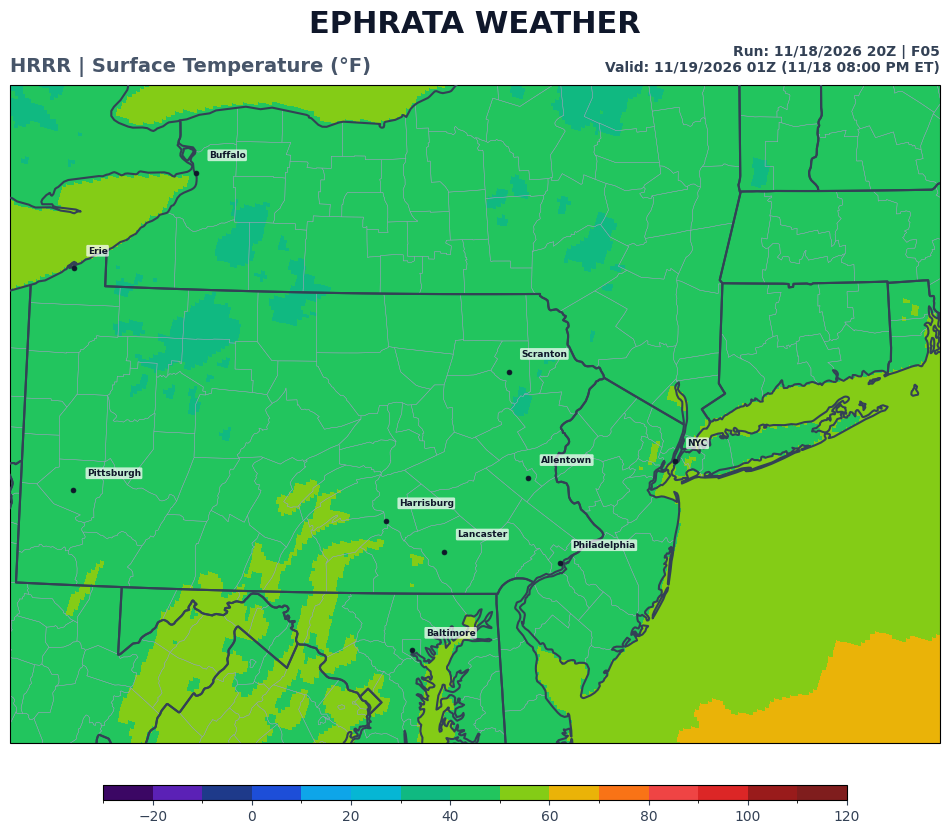 EPHRATA WEATHER
HRRR | Surface Temperature (°F)
Run: 11/18/2026 20Z | F05
Valid: 11/19/2026 01Z (11/18 08:00 PM ET)
Buffalo
Erie
Scranton
NYC
Allentown
Pittsburgh
Harrisburg
Lancaster
Philadelphia
Baltimore
−20 0 20 40 60 80 100 120